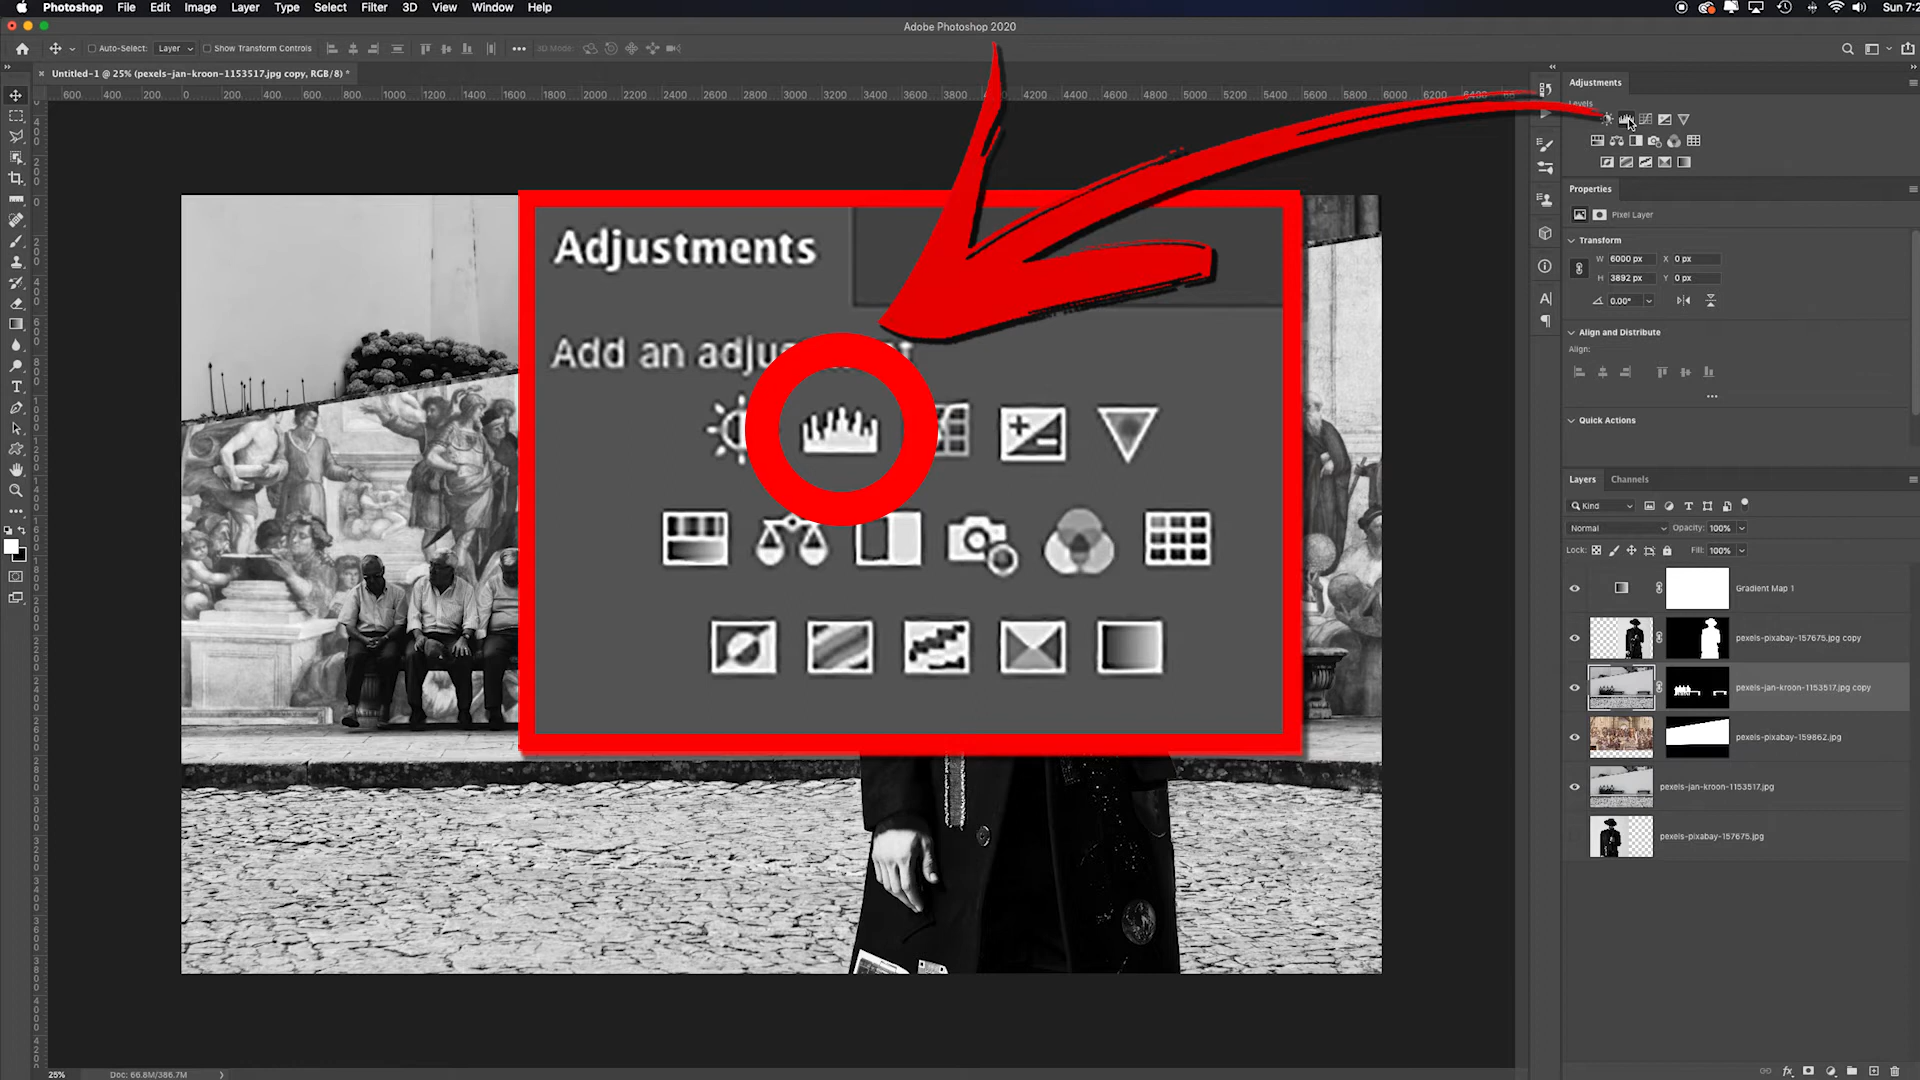 Photoshop File Edit Image Layer Type Select Filter 3D View Window Help
Adobe Photoshop 2020
Auto-Select: Layer Show Transform Controls 3D Mode:
Untitled-1 @ 25% (pexels-jan-kroon-1153517.jpg copy, RGB/8) *
Adjustments
Levels
Properties
Pixel Layer
Transform
W 6000 px X 0 px
H 3892 px Y 0 px
0.00°
Align and Distribute
Align:
Quick Actions
Layers Channels
Kind
Normal Opacity: 100%
Lock: Fill: 100%
Gradient Map 1
pexels-pixabay-157675.jpg copy
pexels-jan-kroon-1153517.jpg copy
pexels-pixabay-159862.jpg
pexels-jan-kroon-1153517.jpg
pexels-pixabay-157675.jpg
Adjustments
Add an
25% Doc: 66.8M/386.7M